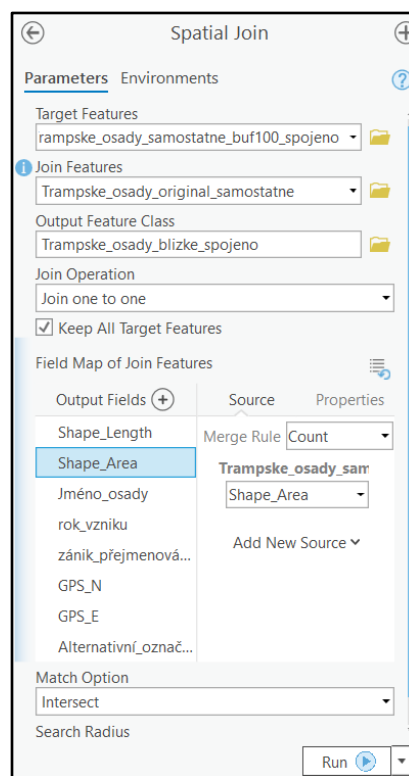 Spatial Join
Parameters Environments
Target Features
rampske_osady_samostatne_buf100_spojeno
Join Features
Trampske_osady_original_samostatne
Output Feature Class
Trampske_osady_blizke_spojeno
Join Operation
Join one to one
Keep All Target Features
Field Map of Join Features
Output Fields Source Properties
Shape_Length Merge Rule Count
Shape_Area Trampske_osady_sam
Jméno_osady Shape_Area
rok_vzniku
zánik_přejmenová... Add New Source
GPS_N
GPS_E
Alternativní_označ...
Match Option
Intersect
Search Radius
Run